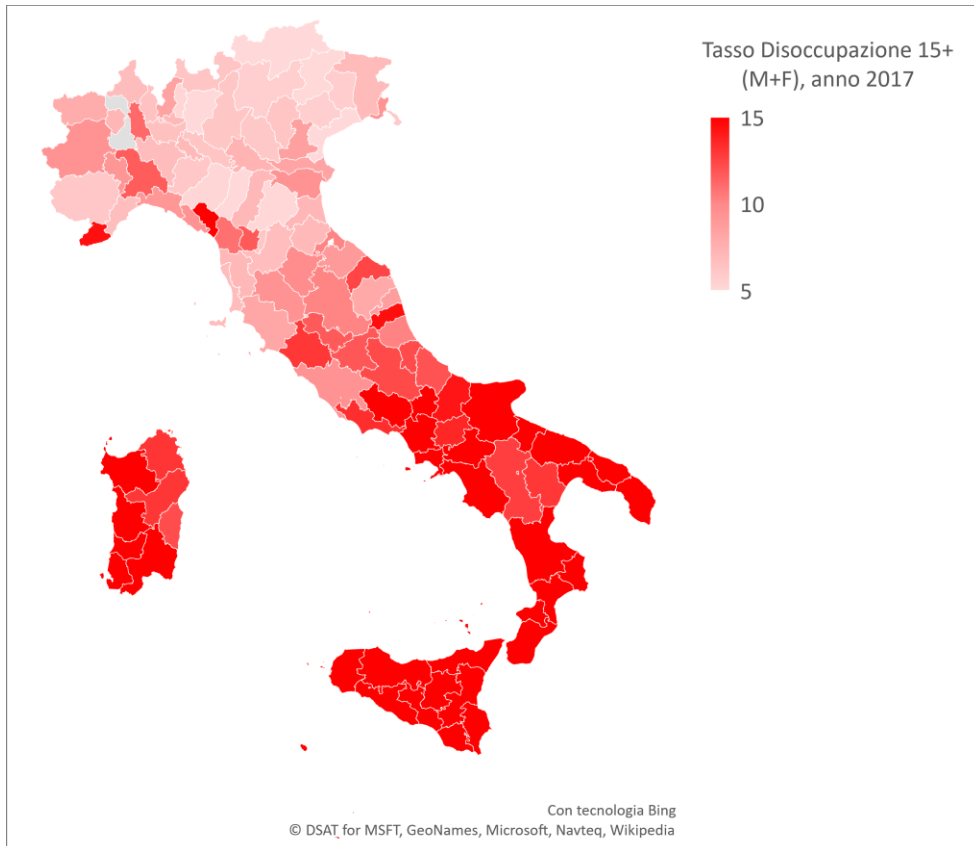 Tasso Disoccupazione 15+
(M+F), anno 2017
15
10
5
Con tecnologia Bing
© DSAT for MSFT, GeoNames, Microsoft, Navteq, Wikipedia